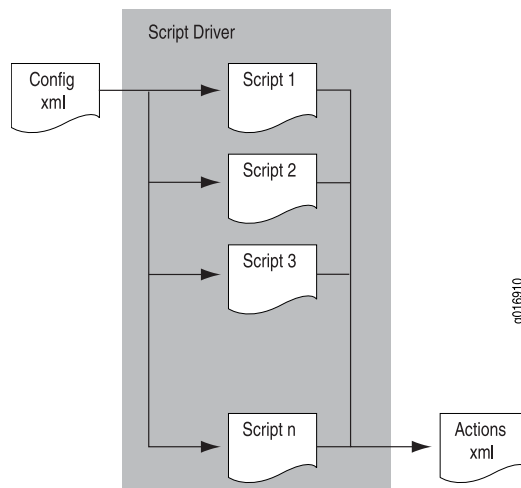 Script Driver
Config
xml
Script 1
Script 2
Script 3
g016910
Script n
Actions
xml